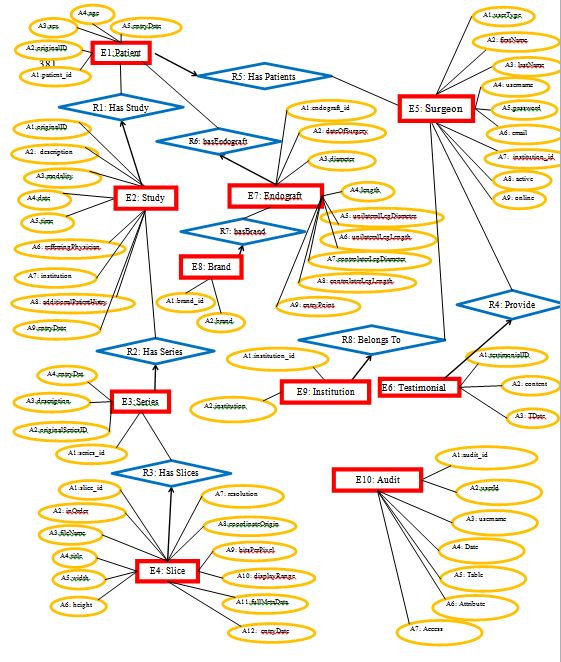 A4:age
A3:sex
A5:entryDate
A1:userType
A2: firstName
A2:originalID
E1:Patient
381
A1:patient_id
R5: Has Patients
A3: lastName
A4: username
R1: Has Study
A1:endograft_id
E5: Surgeon
A5:password
A1:originalID
A2: dateOfSurgery
A6: email
R6: hasEndograft
A2: description
A3:diameter
A7: institution_id
A3:modality
A8: active
A4:date
E2: Study
E7: Endograft
A4:length
A9: online
A5:time
A5: unilateralLegDiameter
R7: hasBrand
A6: unilateralLegLength
A6: refferingPhysician
A7:contrlaterLegDiameter
E8: Brand
A7: institution
A8: contrlaterLegLength
A8: additionalPatientHistry
A1:brand_id
A9: entryPoint
R4: Provide
A9:entryDate
A2:brand
R8: Belongs To
R2: Has Series
A1:institution_id
A1:testimonialID
A4:entryDat
E9: Institution
E6: Testimonial
A2: content
A3:description
E3:Series
A2:institution
A3: TDate
A2:originalSeriesID
A1:series_id
A1:audit_id
R3: Has Slices
E10: Audit
A1:slice_id
A7: resolution
A2:userId
A2: inOrder
A8:coordinateOrigin
A3: username
A3:fileName
A9: bitsPerPixel
A4: Date
A4:title
E4: Slice
A5:width
A10: displayRange
A5: Table
A6: height
A11:fullMetaData
A6: Attribute
A12: entryDate
A7: Access